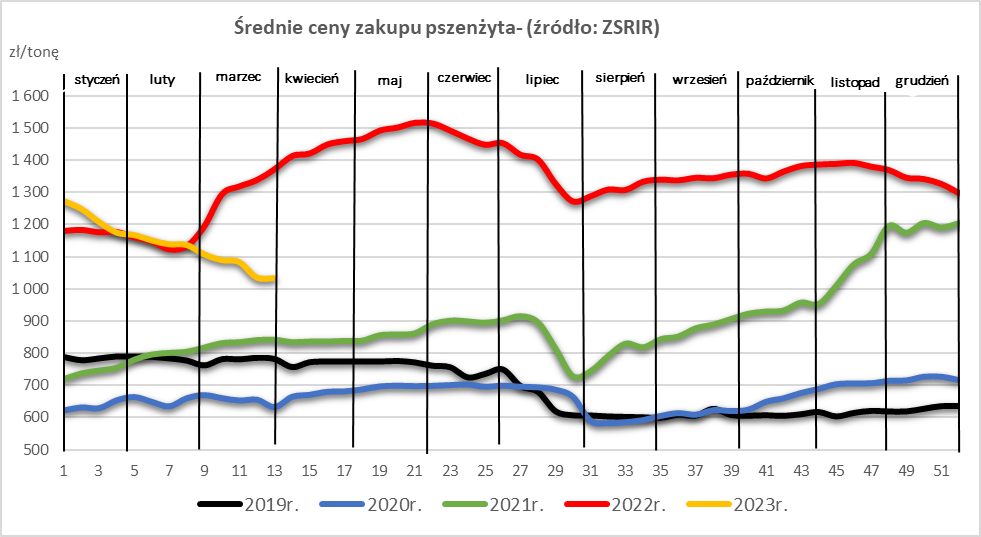 Średnie ceny zakupu pszenżyta- (źródło: ZSRIR)
zł/tonę
styczeń luty marzec kwiecień maj czerwiec lipiec sierpień wrzesień październik listopad grudzień
1 600
1 500
1 400
1 300
1 200
1 100
1 000
900
800
700
600
500
1 3 5 7 9 11 13 15 17 19 21 23 25 27 29 31 33 35 37 39 41 43 45 47 49 51
2019r. 2020r. 2021r. 2022r. 2023r.